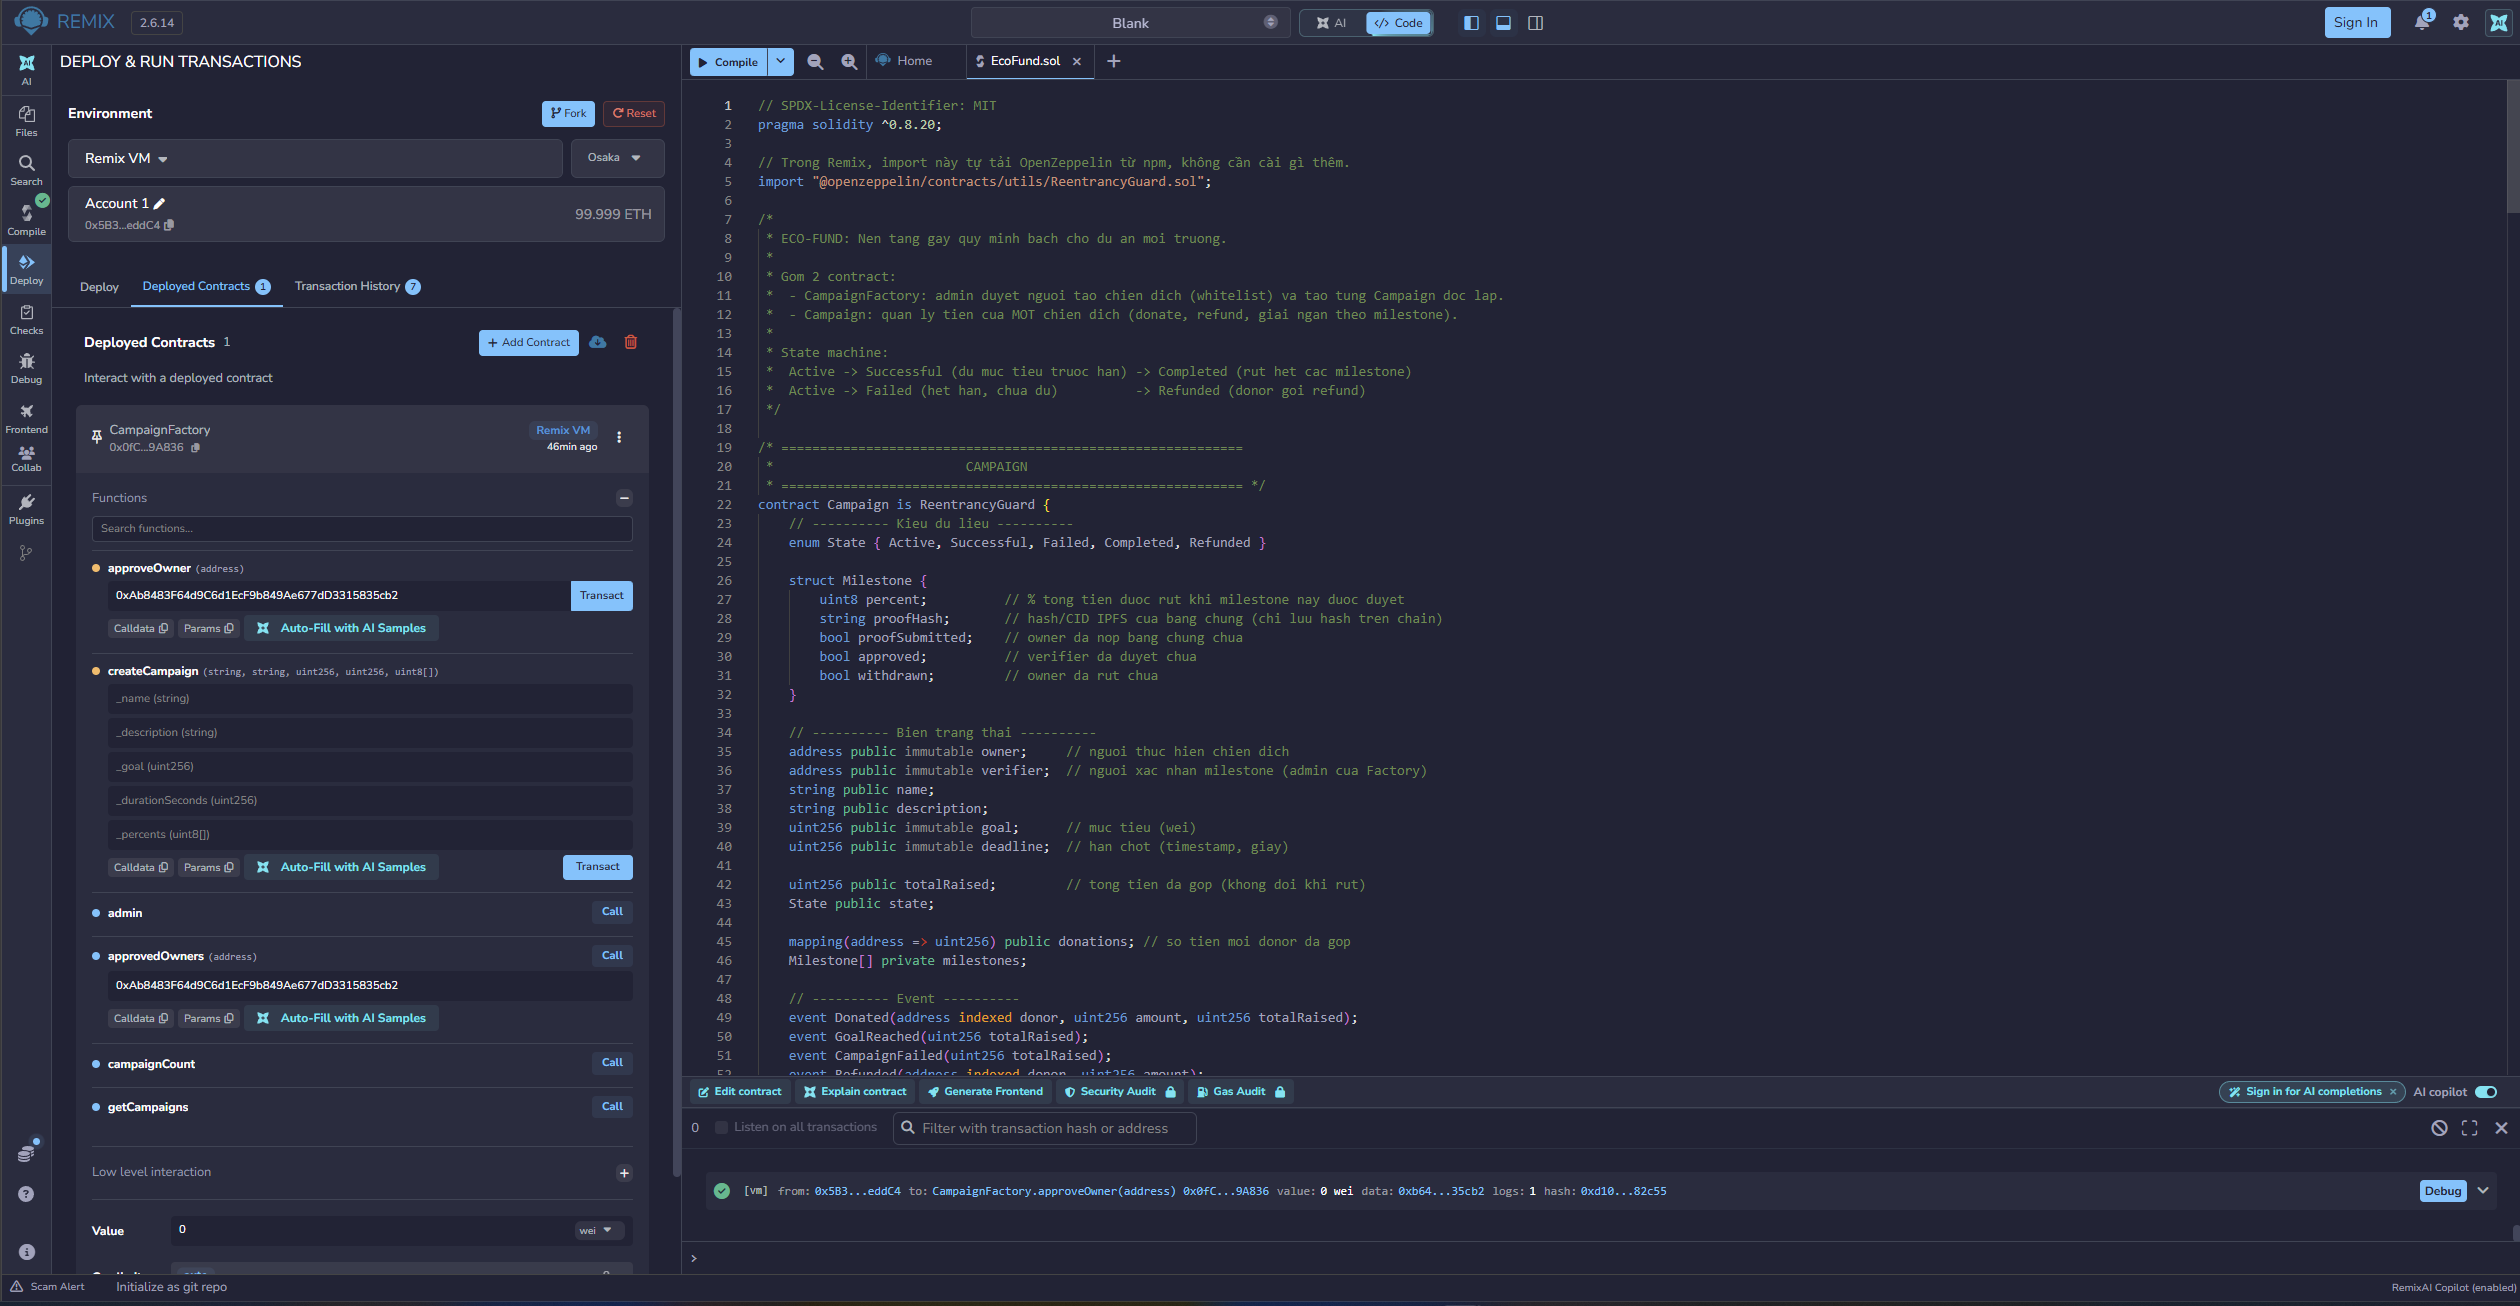 REMIX 2.6.14
Blank
AI Code
Sign In
1
AI
AI
Files
Search
Compile
Deploy
Checks
Debug
Frontend
Collab
Plugins
DEPLOY & RUN TRANSACTIONS
Environment
Fork Reset
Remix VM
Osaka
Account 1
0x5B3...eddC4
99.999 ETH
Deploy Deployed Contracts 1 Transaction History 7
Deployed Contracts 1
+ Add Contract
Interact with a deployed contract
CampaignFactory
0x0fC...9A836
Remix VM
46min ago
Functions
Search functions...
approveOwner (address)
0xAb8483F64d9C6d1EcF9b849Ae677dD3315835cb2
Transact
Calldata Params Auto-Fill with AI Samples
createCampaign (string, string, uint256, uint256, uint8[])
_name (string)
_description (string)
_goal (uint256)
_durationSeconds (uint256)
_percents (uint8[])
Calldata Params Auto-Fill with AI Samples Transact
admin Call
approvedOwners (address) Call
0xAb8483F64d9C6d1EcF9b849Ae677dD3315835cb2
Calldata Params Auto-Fill with AI Samples
campaignCount Call
getCampaigns Call
Low level interaction
Value 0 wei
Compile
Home
EcoFund.sol
1 // SPDX-License-Identifier: MIT
2 pragma solidity ^0.8.20;
3
4 // Trong Remix, import này tự tải OpenZeppelin từ npm, không cần cài gì thêm.
5 import "@openzeppelin/contracts/utils/ReentrancyGuard.sol";
6
7 /*
8 * ECO-FUND: Nen tang gay quy minh bach cho du an moi truong.
9 *
10 * Gom 2 contract:
11 * - CampaignFactory: admin duyet nguoi tao chien dich (whitelist) va tao tung Campaign doc lap.
12 * - Campaign: quan ly tien cua MOT chien dich (donate, refund, giai ngan theo milestone).
13 *
14 * State machine:
15 * Active -> Successful (du muc tieu truoc han) -> Completed (rut het cac milestone)
16 * Active -> Failed (het han, chua du) -> Refunded (donor goi refund)
17 */
18
19 /* ============================================================
20 * CAMPAIGN
21 * ============================================================ */
22 contract Campaign is ReentrancyGuard {
23 // ---------- Kieu du lieu ----------
24 enum State { Active, Successful, Failed, Completed, Refunded }
25
26 struct Milestone {
27 uint8 percent; // % tong tien duoc rut khi milestone nay duoc duyet
28 string proofHash; // hash/CID IPFS cua bang chung (chi luu hash tren chain)
29 bool proofSubmitted; // owner da nop bang chung chua
30 bool approved; // verifier da duyet chua
31 bool withdrawn; // owner da rut chua
32 }
33
34 // ---------- Bien trang thai ----------
35 address public immutable owner; // nguoi thuc hien chien dich
36 address public immutable verifier; // nguoi xac nhan milestone (admin cua Factory)
37 string public name;
38 string public description;
39 uint256 public immutable goal; // muc tieu (wei)
40 uint256 public immutable deadline; // han chot (timestamp, giay)
41
42 uint256 public totalRaised; // tong tien da gop (khong doi khi rut)
43 State public state;
44
45 mapping(address => uint256) public donations; // so tien moi donor da gop
46 Milestone[] private milestones;
47
48 // ---------- Event ----------
49 event Donated(address indexed donor, uint256 amount, uint256 totalRaised);
50 event GoalReached(uint256 totalRaised);
51 event CampaignFailed(uint256 totalRaised);
52 event Refunded(address indexed donor, uint256 amount);
Edit contract Explain contract Generate Frontend Security Audit Gas Audit
Sign in for AI completions × AI copilot
0 Listen on all transactions Filter with transaction hash or address
[vm] from: 0x5B3...eddC4 to: CampaignFactory.approveOwner(address) 0x0fC...9A836 value: 0 wei data: 0xb64...35cb2 logs: 1 hash: 0xd10...82c55
Debug
>
Scam Alert Initialize as git repo
RemixAI Copilot (enabled)